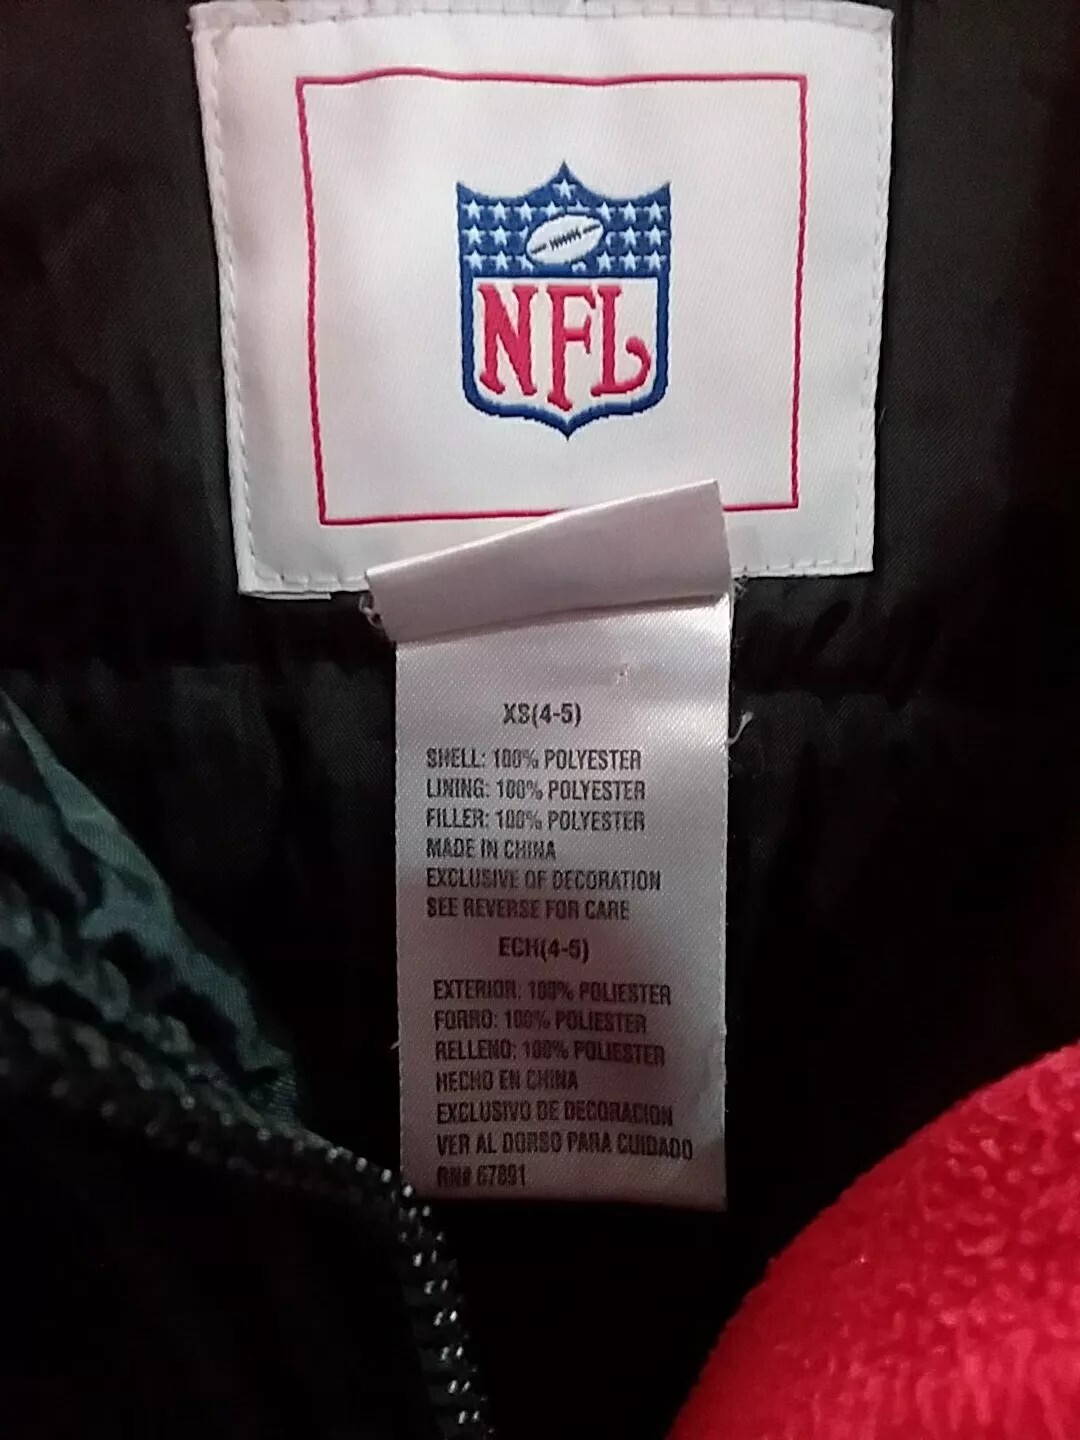 NFL
XS(4-5)
SHELL: 100% POLYESTER
LINING: 100% POLYESTER
FILLER: 100% POLYESTER
MADE IN CHINA
EXCLUSIVE OF DECORATION
SEE REVERSE FOR CARE
ECH(4-5)
EXTERIOR: 100% POLIESTER
FORRO: 100% POLIESTER
RELLENO: 100% POLIESTER
HECHO EN CHINA
EXCLUSIVO DE DECORACION
VER AL DORSO PARA CUIDADO
RN# 67891